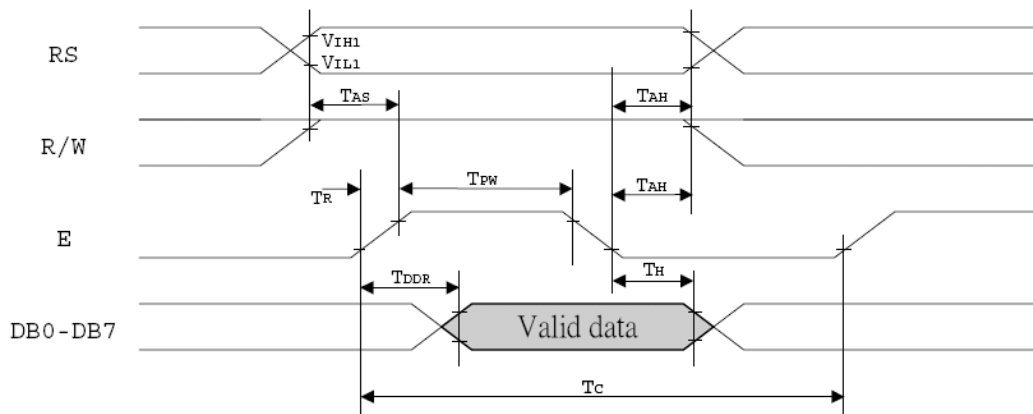 RS
VIH1
VIL1
TAS
TAH
R/W
TR
TPW
TAH
E
TDDR
TH
DB0-DB7
Valid data
TC